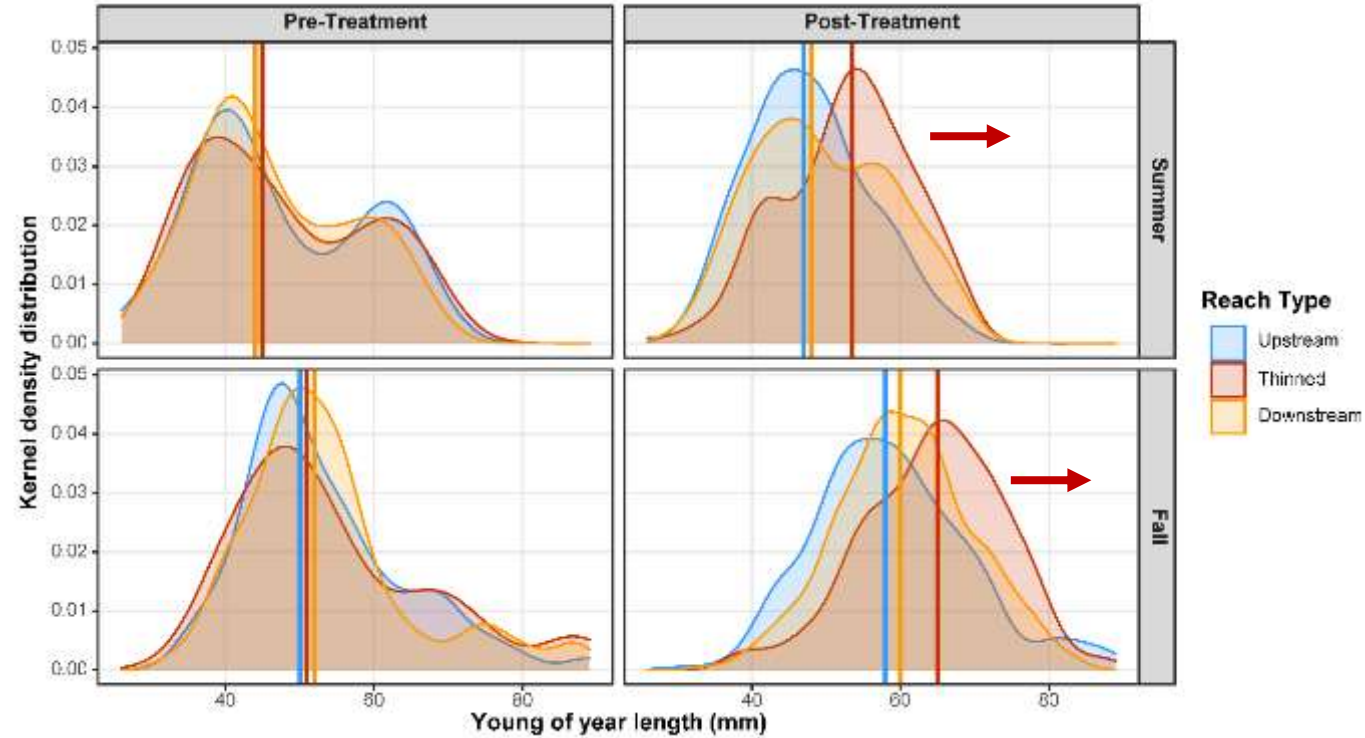 Pre-Treatment
Post-Treatment
0.05
0.04
0.03
0.02
0.01
0.00
Summer
0.05
0.04
0.03
0.02
0.01
0.00
Fall
Kernel density distribution
40
60
80
40
60
80
Young of year length (mm)
Reach Type
Upstream
Thinned
Downstream